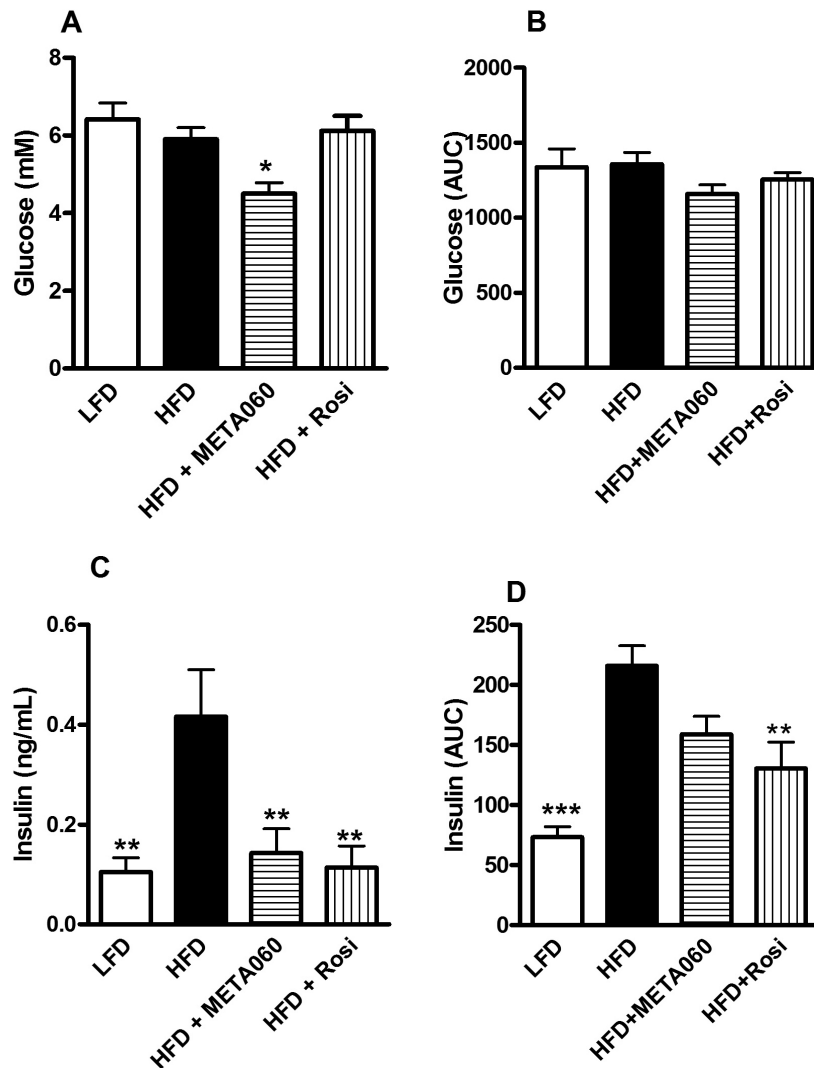 A
Glucose (mM)
8
6
4
2
0
*
LFD
HFD
HFD + META060
HFD + Rosi
B
Glucose (AUC)
2000
1500
1000
500
0
LFD
HFD
HFD+META060
HFD+Rosi
C
Insulin (ng/mL)
0.6
0.4
0.2
0.0
**
**
**
LFD
HFD
HFD + META060
HFD + Rosi
D
Insulin (AUC)
250
200
150
100
50
0
***
**
LFD
HFD
HFD+META060
HFD+Rosi